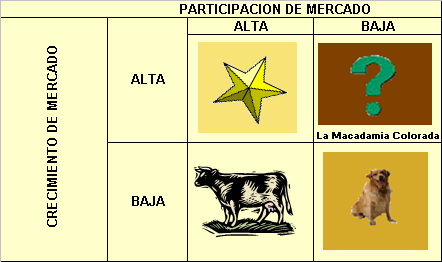 PARTICIPACION DE MERCADO
ALTA
BAJA
CRECIMIENTO DE MERCADO
ALTA
?
La Macadamia Colorada
BAJA